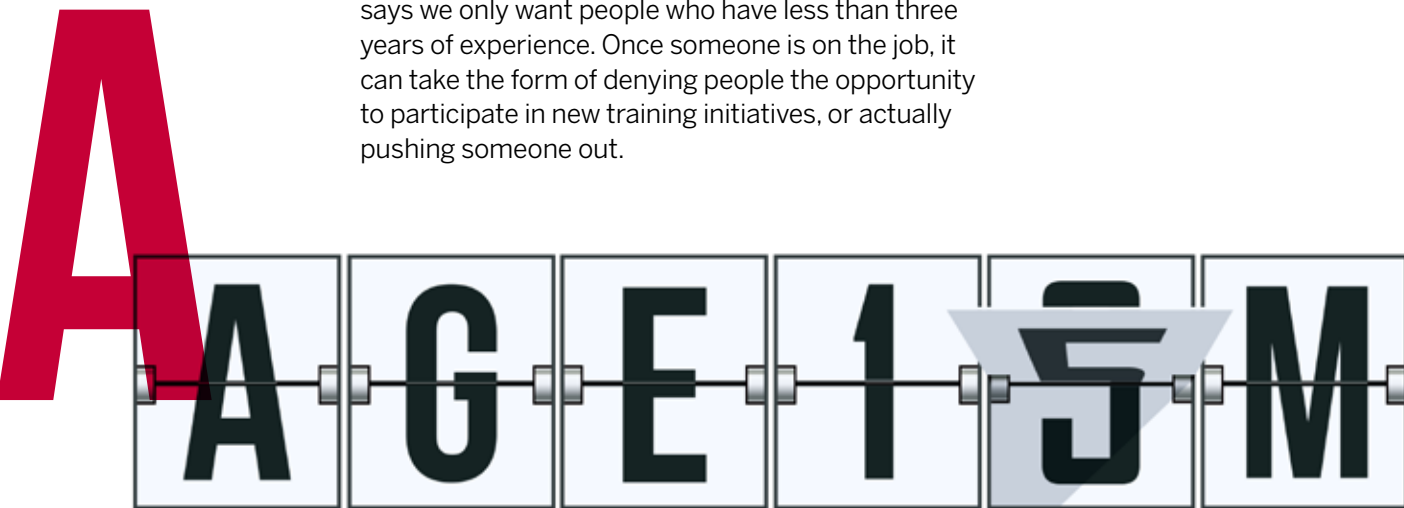 says we only want people who have less than three
years of experience. Once someone is on the job, it
can take the form of denying people the opportunity
to participate in new training initiatives, or actually
pushing someone out.
A
AGE15M